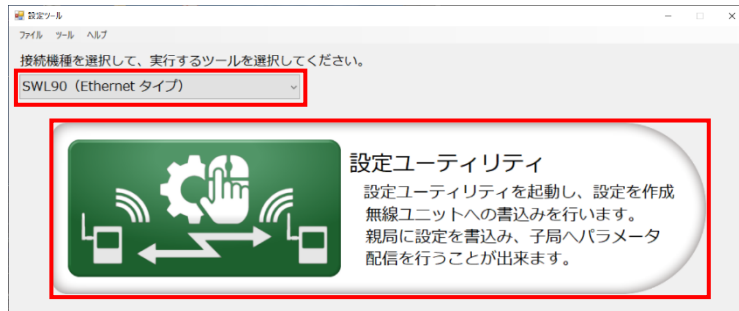 設定ツール
ファイル ツール ヘルプ
接続機種を選択して、実行するツールを選択してください。
SWL90（Ethernet タイプ）
設定ユーティリティ
設定ユーティリティを起動し、設定を作成
無線ユニットへの書込みを行います。
親局に設定を書込み、子局へパラメータ
配信を行うことが出来ます。